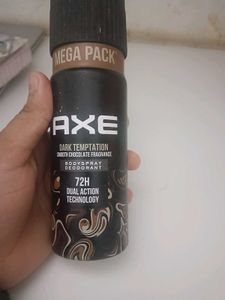 MEGA PACK
AXE
DARK TEMPTATION
SMOOTH CHOCOLATE FRAGRANCE
BODYSPRAY
DEODORANT
72H
DUAL ACTION
TECHNOLOGY